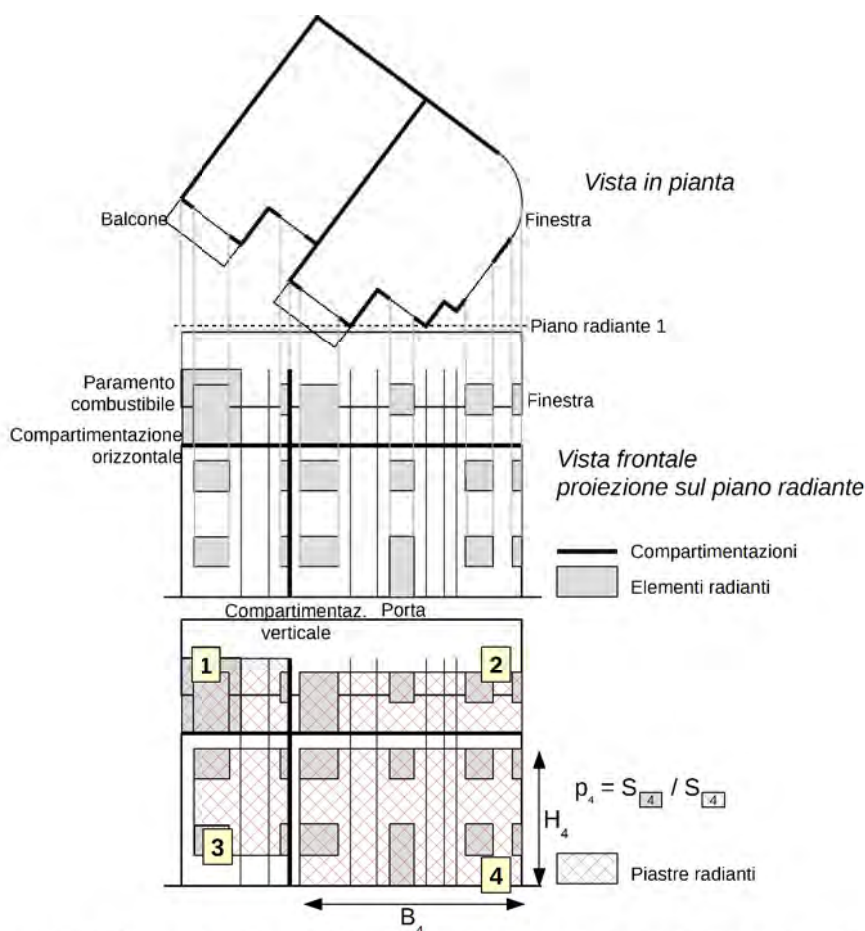 Vista in pianta
Balcone
Finestra
Piano radiante 1
Paramento
combustibile
Finestra
Compartimentazione
orizzontale
Vista frontale
proiezione sul piano radiante
Compartimentazioni
Elementi radianti
Compartimentaz.
verticale
Porta
1
2
p4 = S4 / S4
H4
3
Piastre radianti
4
B4